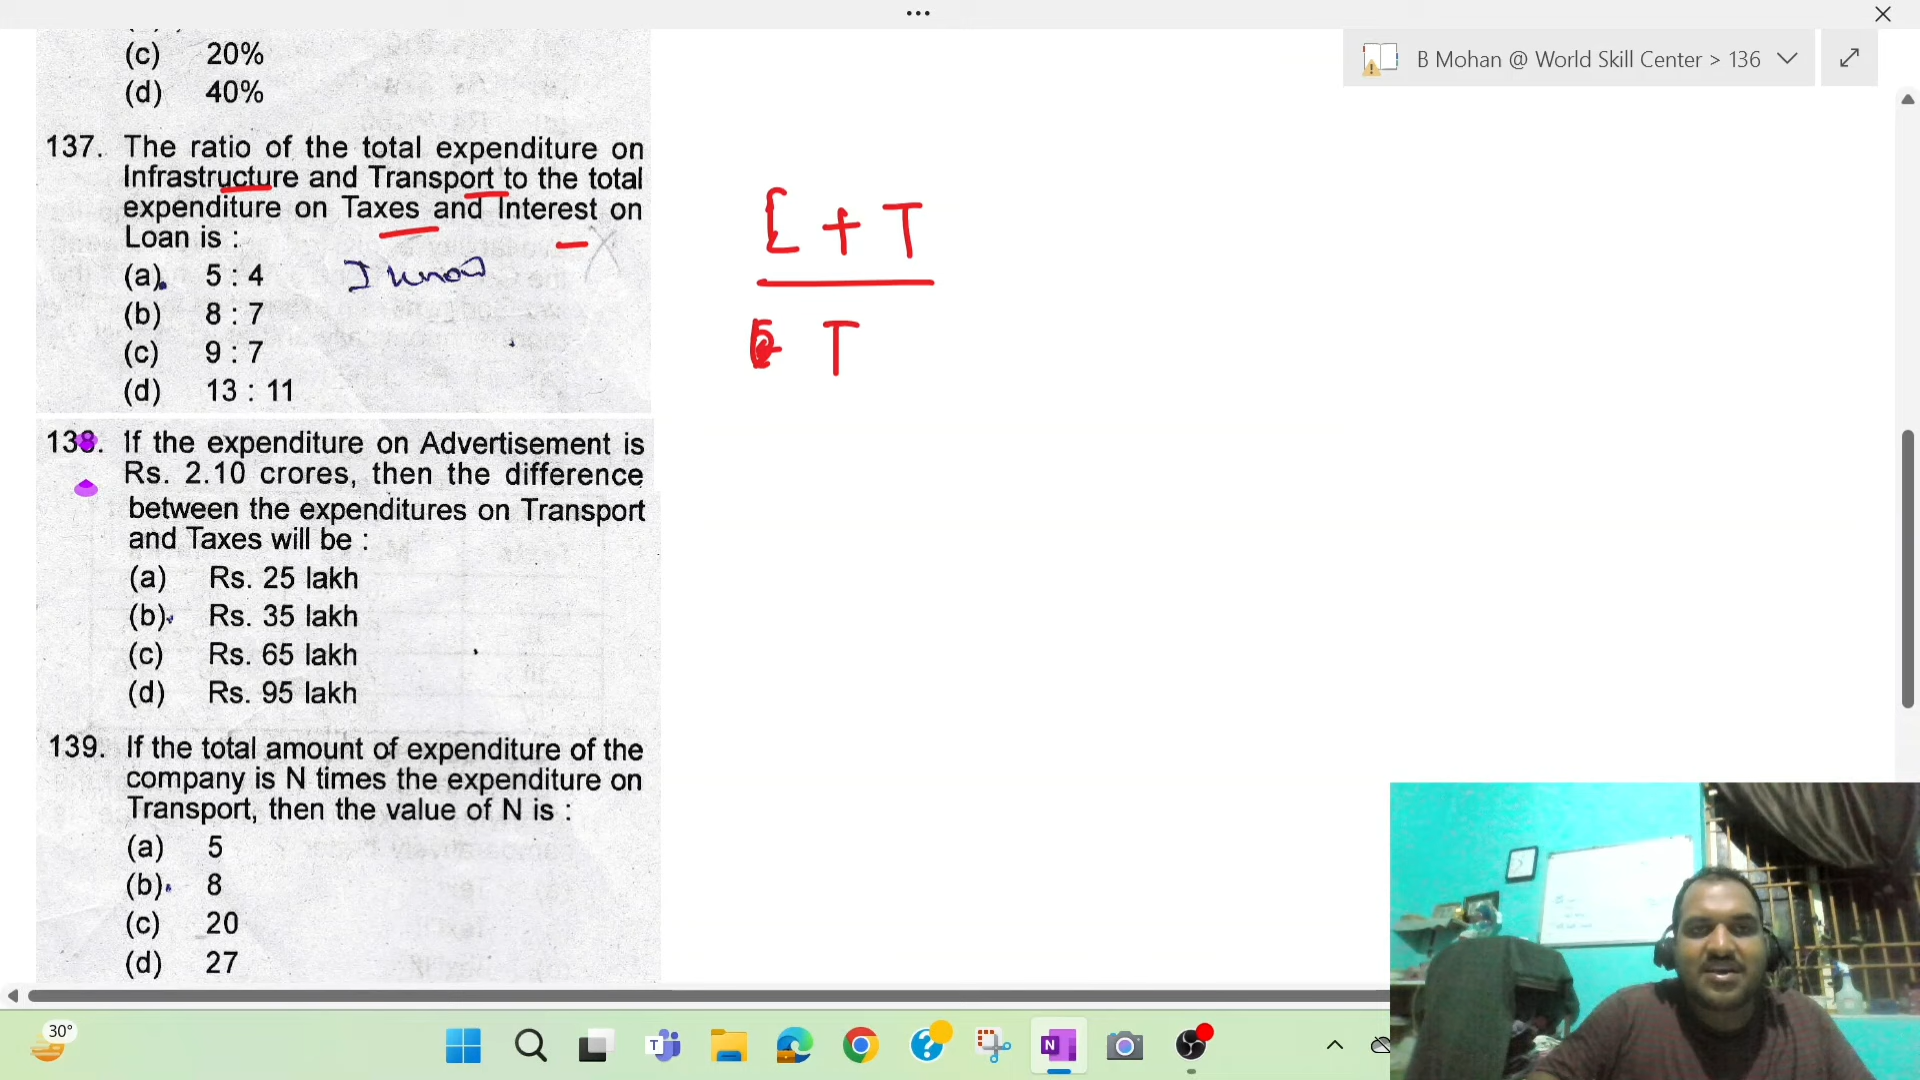 B Mohan @ World Skill Center > 136
(c) 20%
(d) 40%
137. The ratio of the total expenditure on
Infrastructure and Transport to the total
expenditure on Taxes and Interest on
Loan is :
(a). 5 : 4 I know
(b) 8 : 7
(c) 9 : 7
(d) 13 : 11
+ T
T
138. If the expenditure on Advertisement is
Rs. 2.10 crores, then the difference
between the expenditures on Transport
and Taxes will be :
(a) Rs. 25 lakh
(b). Rs. 35 lakh
(c) Rs. 65 lakh
(d) Rs. 95 lakh
139. If the total amount of expenditure of the
company is N times the expenditure on
Transport, then the value of N is :
(a) 5
(b). 8
(c) 20
(d) 27
30°